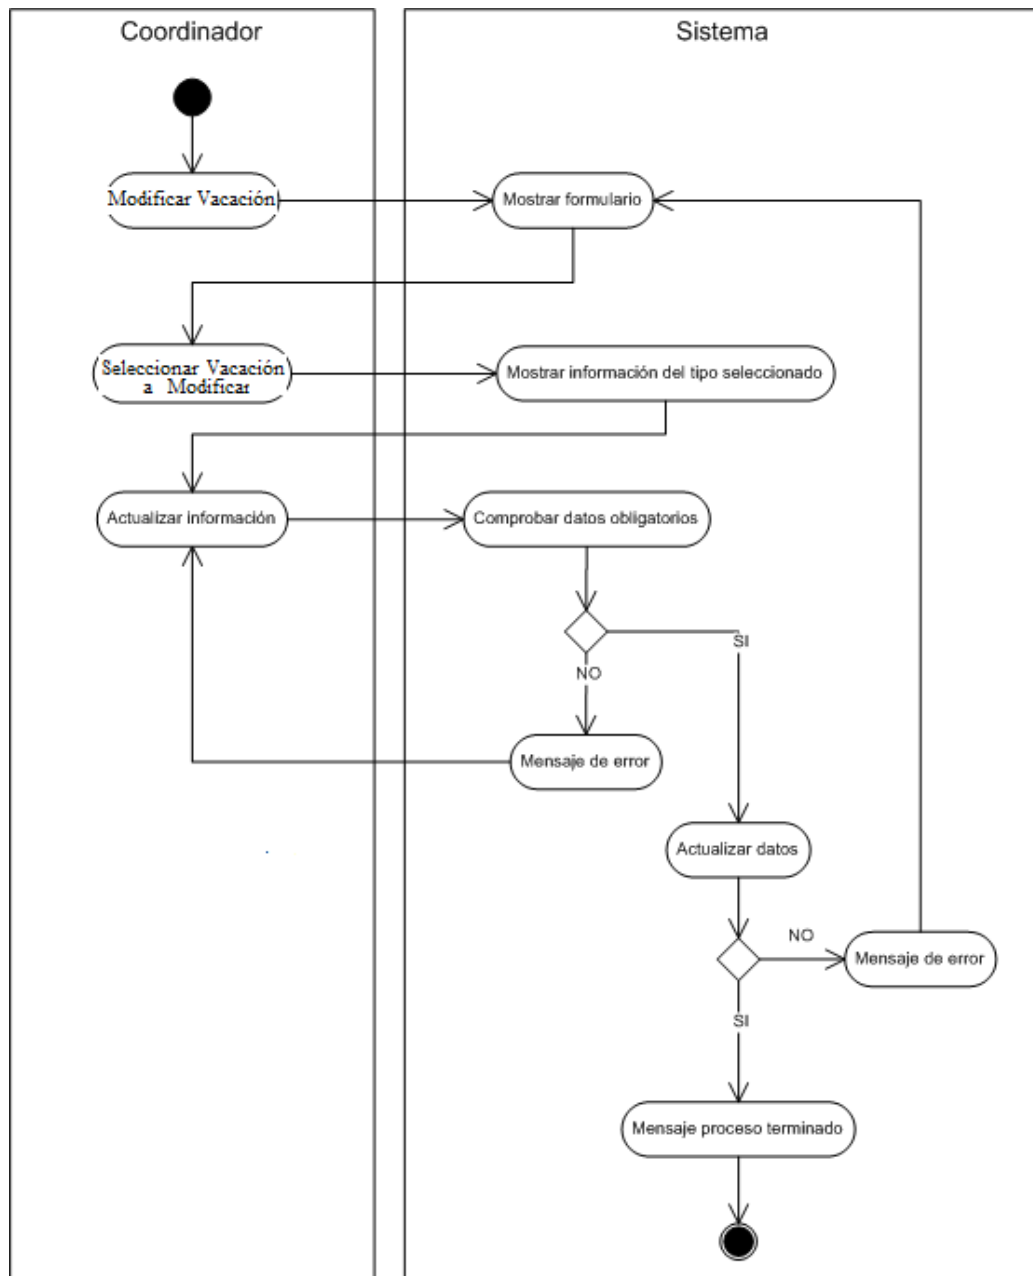 Coordinador
Sistema
Modificar Vacación
Mostrar formulario
Seleccionar Vacación
a Modificar
Mostrar información del tipo seleccionado
Actualizar información
Comprobar datos obligatorios
SI
NO
Mensaje de error
Actualizar datos
NO
Mensaje de error
SI
Mensaje proceso terminado